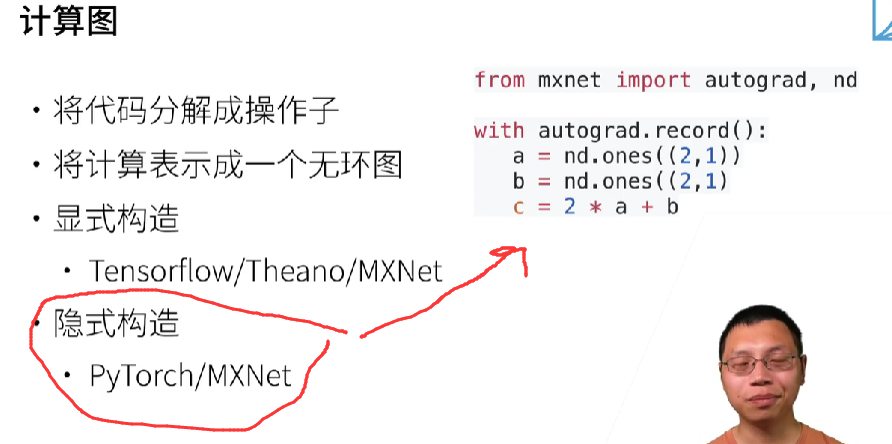 计算图
• 将代码分解成操作子
• 将计算表示成一个无环图
• 显式构造
• Tensorflow/Theano/MXNet
• 隐式构造
• PyTorch/MXNet
from mxnet import autograd, nd
with autograd.record():
a = nd.ones((2,1))
b = nd.ones((2,1)
c = 2 * a + b